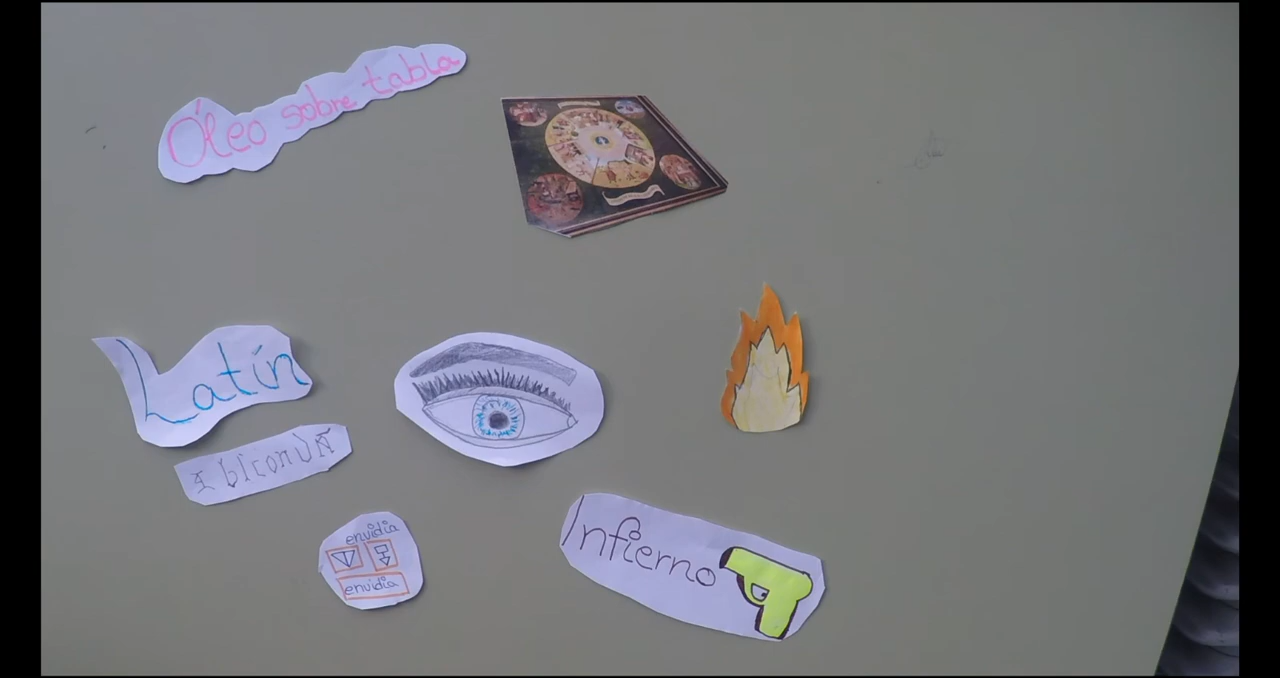 Óleo sobre tabla
Latín
envidia
envidia
Infierno